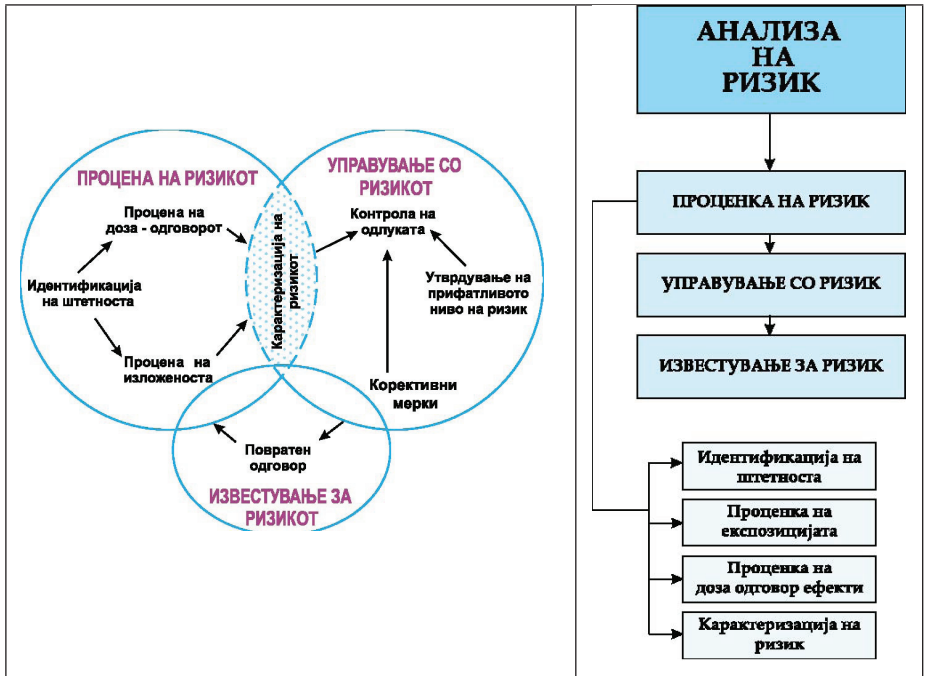 ПРОЦЕНА НА РИЗИКОТ
Процена на
доза - одговорот
Идентификација
на штетноста
Процена на
изложеноста
Карактеризација на
ризикот
УПРАВУВАЊЕ СО
РИЗИКОТ
Контрола на
одлуката
Утврдување на
прифатливото
ниво на ризик
Корективни
мерки
Повратен
одговор
ИЗВЕСТУВАЊЕ ЗА
РИЗИКОТ
АНАЛИЗА
НА
РИЗИК
ПРОЦЕНКА НА РИЗИК
УПРАВУВАЊЕ СО РИЗИК
ИЗВЕСТУВАЊЕ ЗА РИЗИК
Идентификација на
штетноста
Проценка на
експозицијата
Проценка на
доза одговор ефекти
Карактеризација на
ризик